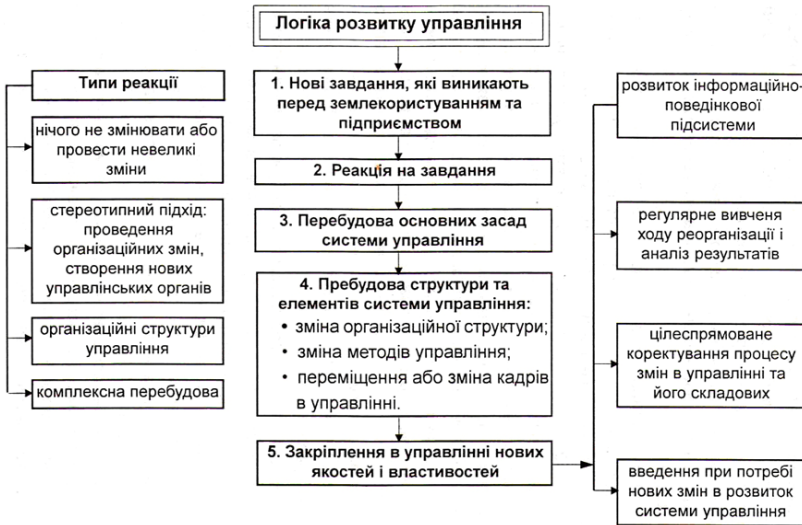 Логіка розвитку управління
Типи реакції
нічого не змінювати або
провести невеликі
зміни
стереотипний підхід:
проведення
організаційних змін,
створення нових
управлінських органів
організаційні структури
управління
комплексна перебудова
1. Нові завдання, які виникають
перед землекористуванням та
підприємством
2. Реакція на завдання
3. Перебудова основних засад
системи управління
4. Пребудова структури та
елементів системи управління:
• зміна організаційної структури;
• зміна методів управління;
• переміщення або зміна кадрів
в управлінні.
5. Закріплення в управлінні нових
якостей і властивостей
розвиток інформаційно-
поведінкової
підсистеми
регулярне вивченя
ходу реорганізації і
аналіз результатів
цілеспрямоване
коректування процесу
змін в управлінні та
його складових
введення при потребі
нових змін в розвиток
системи управління